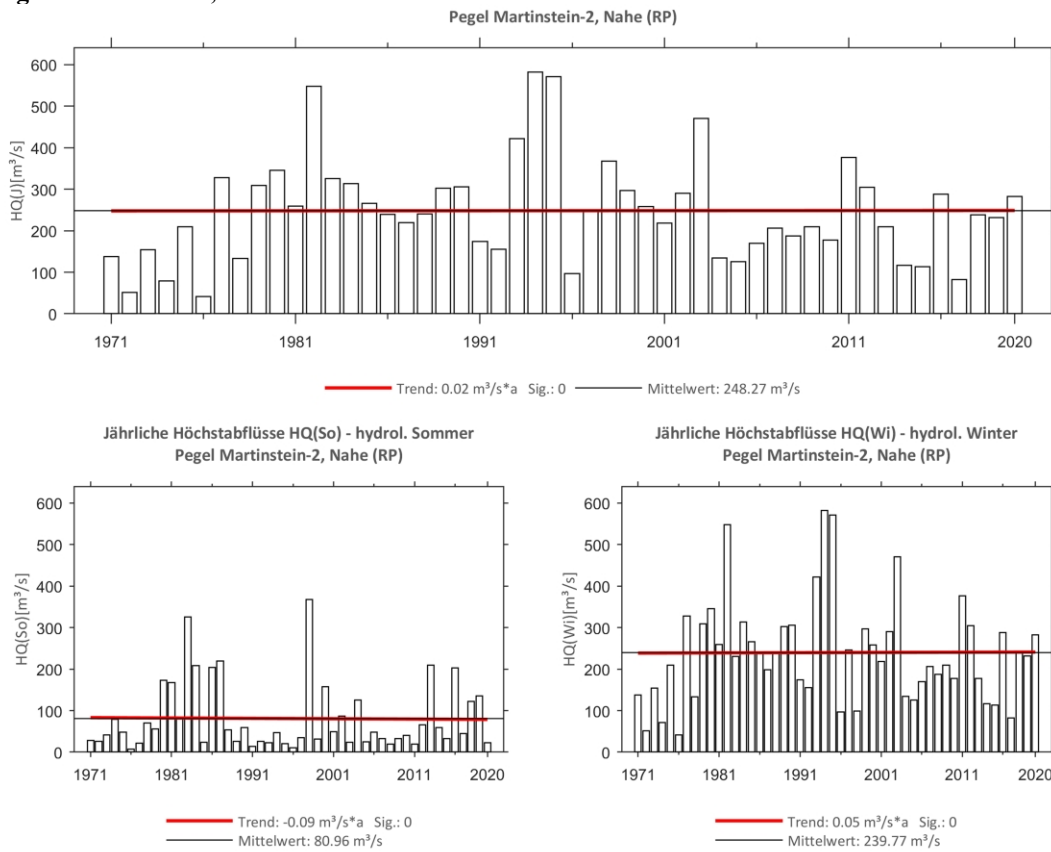 Pegel Martinstein-2, Nahe (RP)
HQ(J)[m³/s]
600
500
400
300
200
100
0
1971 1981 1991 2001 2011 2020
Trend: 0.02 m³/s*a Sig.: 0 Mittelwert: 248.27 m³/s
Jährliche Höchstabflüsse HQ(So) - hydrol. Sommer
Pegel Martinstein-2, Nahe (RP)
HQ(So)[m³/s]
600
500
400
300
200
100
0
1971 1981 1991 2001 2011 2020
Trend: -0.09 m³/s*a Sig.: 0
Mittelwert: 80.96 m³/s
Jährliche Höchstabflüsse HQ(Wi) - hydrol. Winter
Pegel Martinstein-2, Nahe (RP)
HQ(Wi)[m³/s]
600
500
400
300
200
100
0
1971 1981 1991 2001 2011 2020
Trend: 0.05 m³/s*a Sig.: 0
Mittelwert: 239.77 m³/s